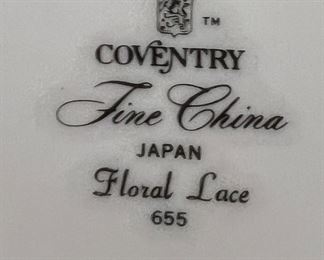 TM
COVENTRY
Fine China
JAPAN
Floral Lace
655